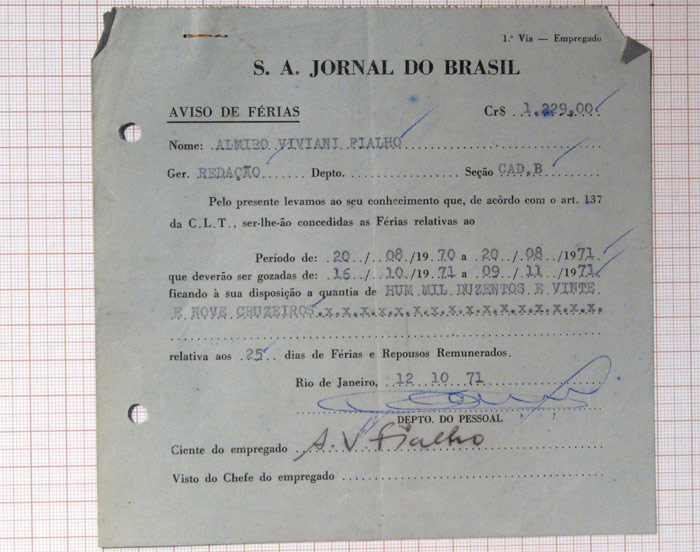 1.ª Via — Empregado
S. A. JORNAL DO BRASIL
AVISO DE FÉRIAS Cr$ 1.229,00
Nome: ALMIRO VIVIANI FIALHO
Ger. REDAÇÃO Depto. Seção CAD.B
Pelo presente levamos ao seu conhecimento que, de acôrdo com o art. 137
da C.L.T., ser-lhe-ão concedidas as Férias relativas ao
Período de: 20 / 08 /1970 a 20 / 08 /1971
que deverão ser gozadas de: 16 / 10 /1971 a 09 / 11 /1971
ficando à sua disposição a quantia de HUM MIL DUZENTOS E VINTE
E NOVE CRUZEIROS.x.x.x.x.x.x.x.x.x.x.x.x.x.x.x.x.x.x.x.x.
relativa aos 25 dias de Férias e Repousos Remunerados.
Rio de Janeiro, 12 10 71
DEPTO. DO PESSOAL
Ciente do empregado A. V Fialho
Visto do Chefe do empregado